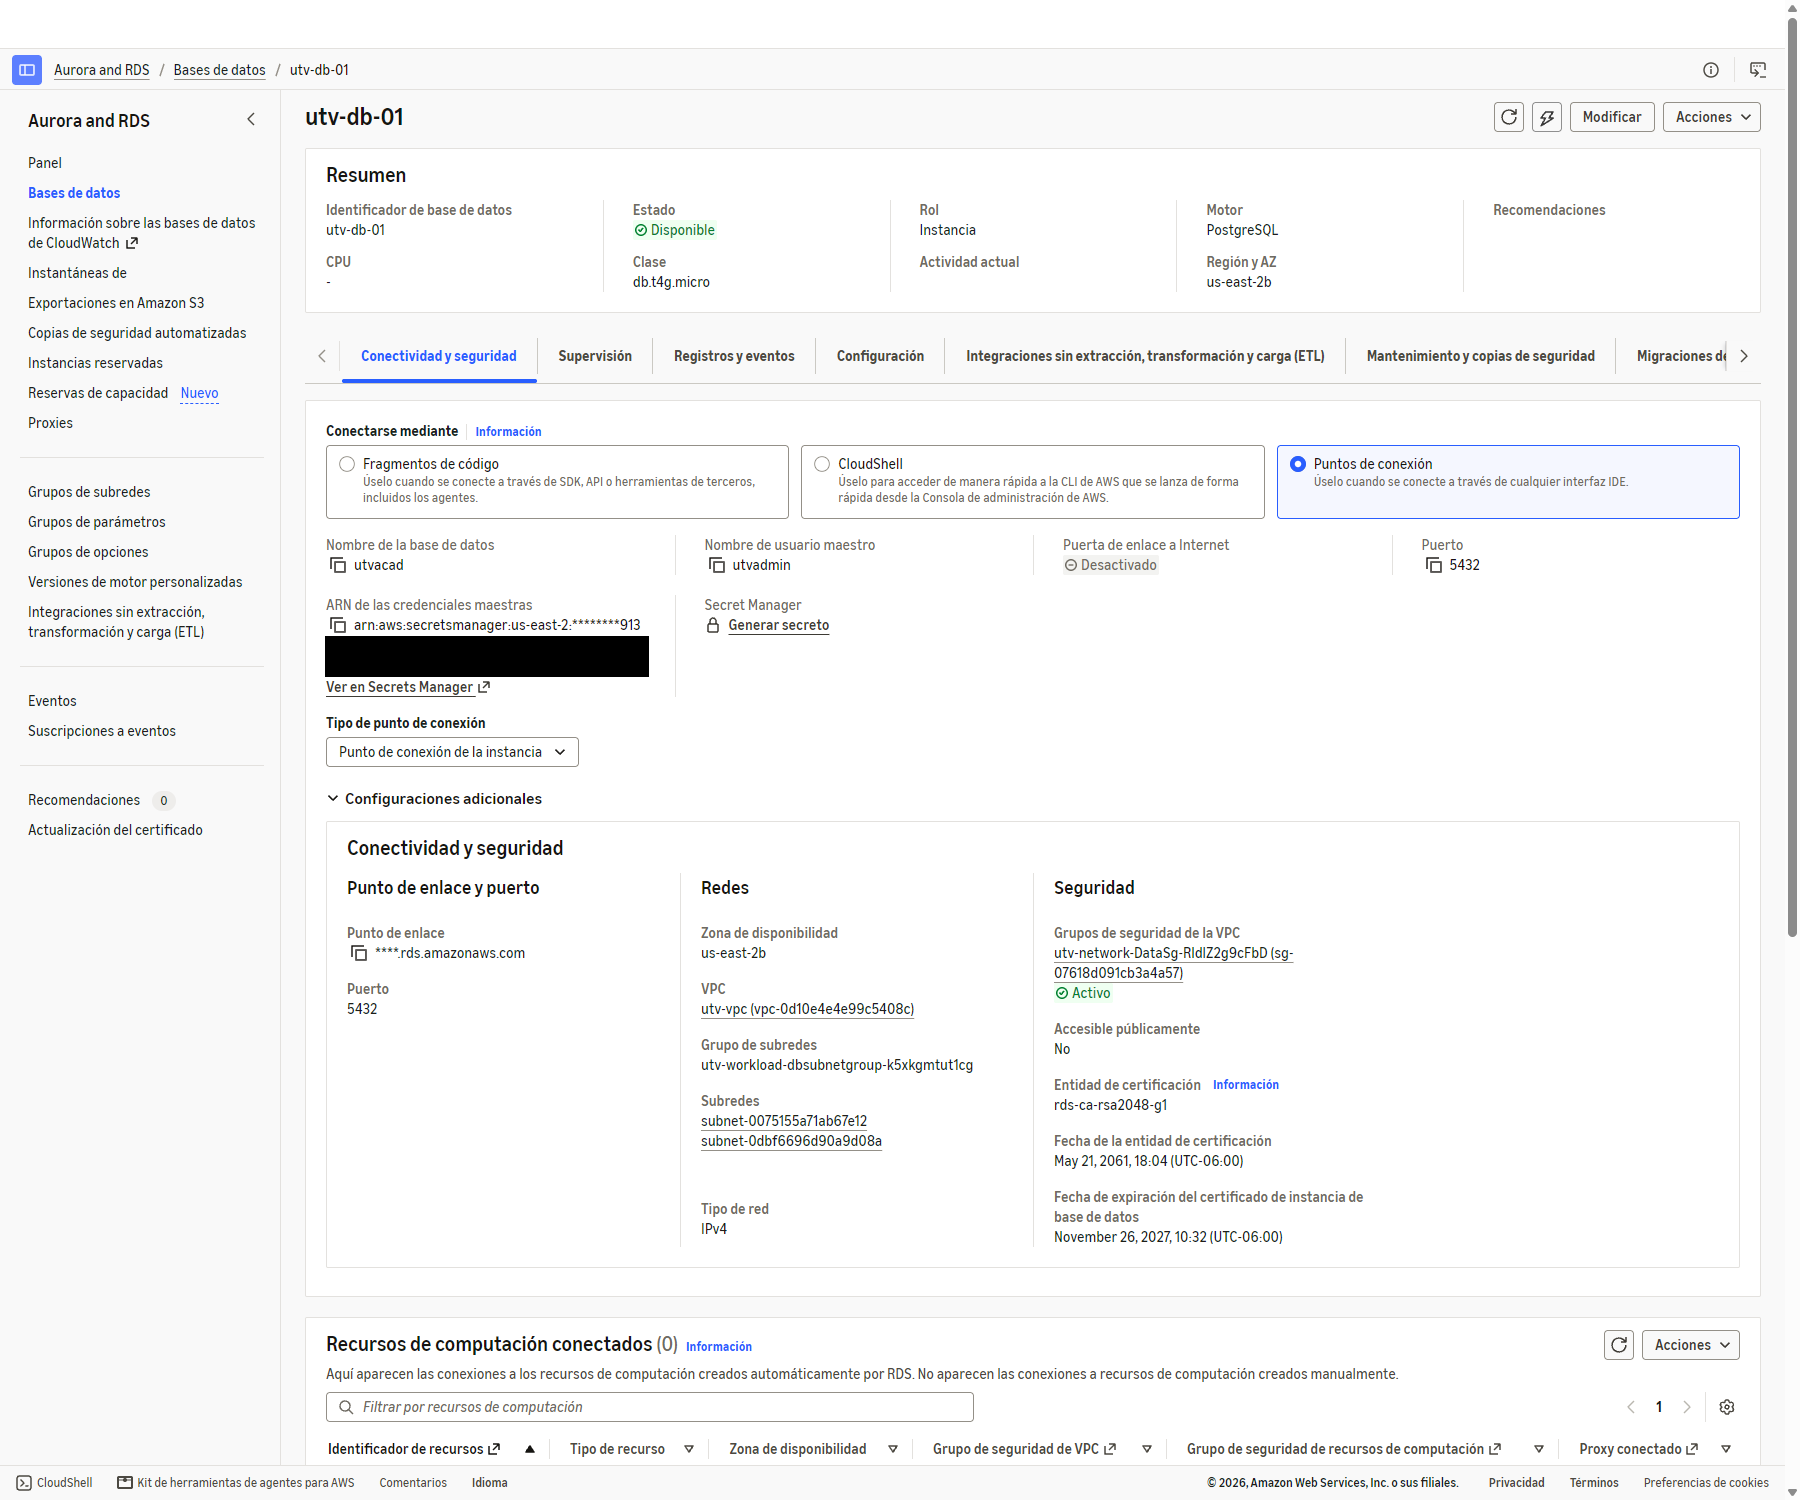 Aurora and RDS / Bases de datos / utv-db-01
Aurora and RDS
Panel
Bases de datos
Información sobre las bases de datos
de CloudWatch
Instantáneas de
Exportaciones en Amazon S3
Copias de seguridad automatizadas
Instancias reservadas
Reservas de capacidad Nuevo
Proxies
Grupos de subredes
Grupos de parámetros
Grupos de opciones
Versiones de motor personalizadas
Integraciones sin extracción,
transformación y carga (ETL)
Eventos
Suscripciones a eventos
Recomendaciones 0
Actualización del certificado
utv-db-01
Modificar
Acciones
Resumen
Identificador de base de datos
utv-db-01
CPU
-
Estado
Disponible
Clase
db.t4g.micro
Rol
Instancia
Actividad actual
Motor
PostgreSQL
Región y AZ
us-east-2b
Recomendaciones
Conectividad y seguridad
Supervisión
Registros y eventos
Configuración
Integraciones sin extracción, transformación y carga (ETL)
Mantenimiento y copias de seguridad
Migraciones de
Conectarse mediante Información
Fragmentos de código
Úselo cuando se conecte a través de SDK, API o herramientas de terceros,
incluidos los agentes.
CloudShell
Úselo para acceder de manera rápida a la CLI de AWS que se lanza de forma
rápida desde la Consola de administración de AWS.
Puntos de conexión
Úselo cuando se conecte a través de cualquier interfaz IDE.
Nombre de la base de datos
utvacad
Nombre de usuario maestro
utvadmin
Puerta de enlace a Internet
Desactivado
Puerto
5432
ARN de las credenciales maestras
arn:aws:secretsmanager:us-east-2:********913
Ver en Secrets Manager
Secret Manager
Generar secreto
Tipo de punto de conexión
Punto de conexión de la instancia
Configuraciones adicionales
Conectividad y seguridad
Punto de enlace y puerto
Punto de enlace
****.rds.amazonaws.com
Puerto
5432
Redes
Zona de disponibilidad
us-east-2b
VPC
utv-vpc (vpc-0d10e4e4e99c5408c)
Grupo de subredes
utv-workload-dbsubnetgroup-k5xkgmtut1cg
Subredes
subnet-0075155a71ab67e12
subnet-0dbf6696d90a9d08a
Tipo de red
IPv4
Seguridad
Grupos de seguridad de la VPC
utv-network-DataSg-RIdlZ2g9cFbD (sg-
07618d091cb3a4a57)
Activo
Accesible públicamente
No
Entidad de certificación Información
rds-ca-rsa2048-g1
Fecha de la entidad de certificación
May 21, 2061, 18:04 (UTC-06:00)
Fecha de expiración del certificado de instancia de
base de datos
November 26, 2027, 10:32 (UTC-06:00)
Recursos de computación conectados (0) Información
Acciones
Aquí aparecen las conexiones a los recursos de computación creados automáticamente por RDS. No aparecen las conexiones a recursos de computación creados manualmente.
Filtrar por recursos de computación
1
Identificador de recursos
Tipo de recurso
Zona de disponibilidad
Grupo de seguridad de VPC
Grupo de seguridad de recursos de computación
Proxy conectado
CloudShell
Kit de herramientas de agentes para AWS
Comentarios
Idioma
© 2026, Amazon Web Services, Inc. o sus filiales.
Privacidad
Términos
Preferencias de cookies